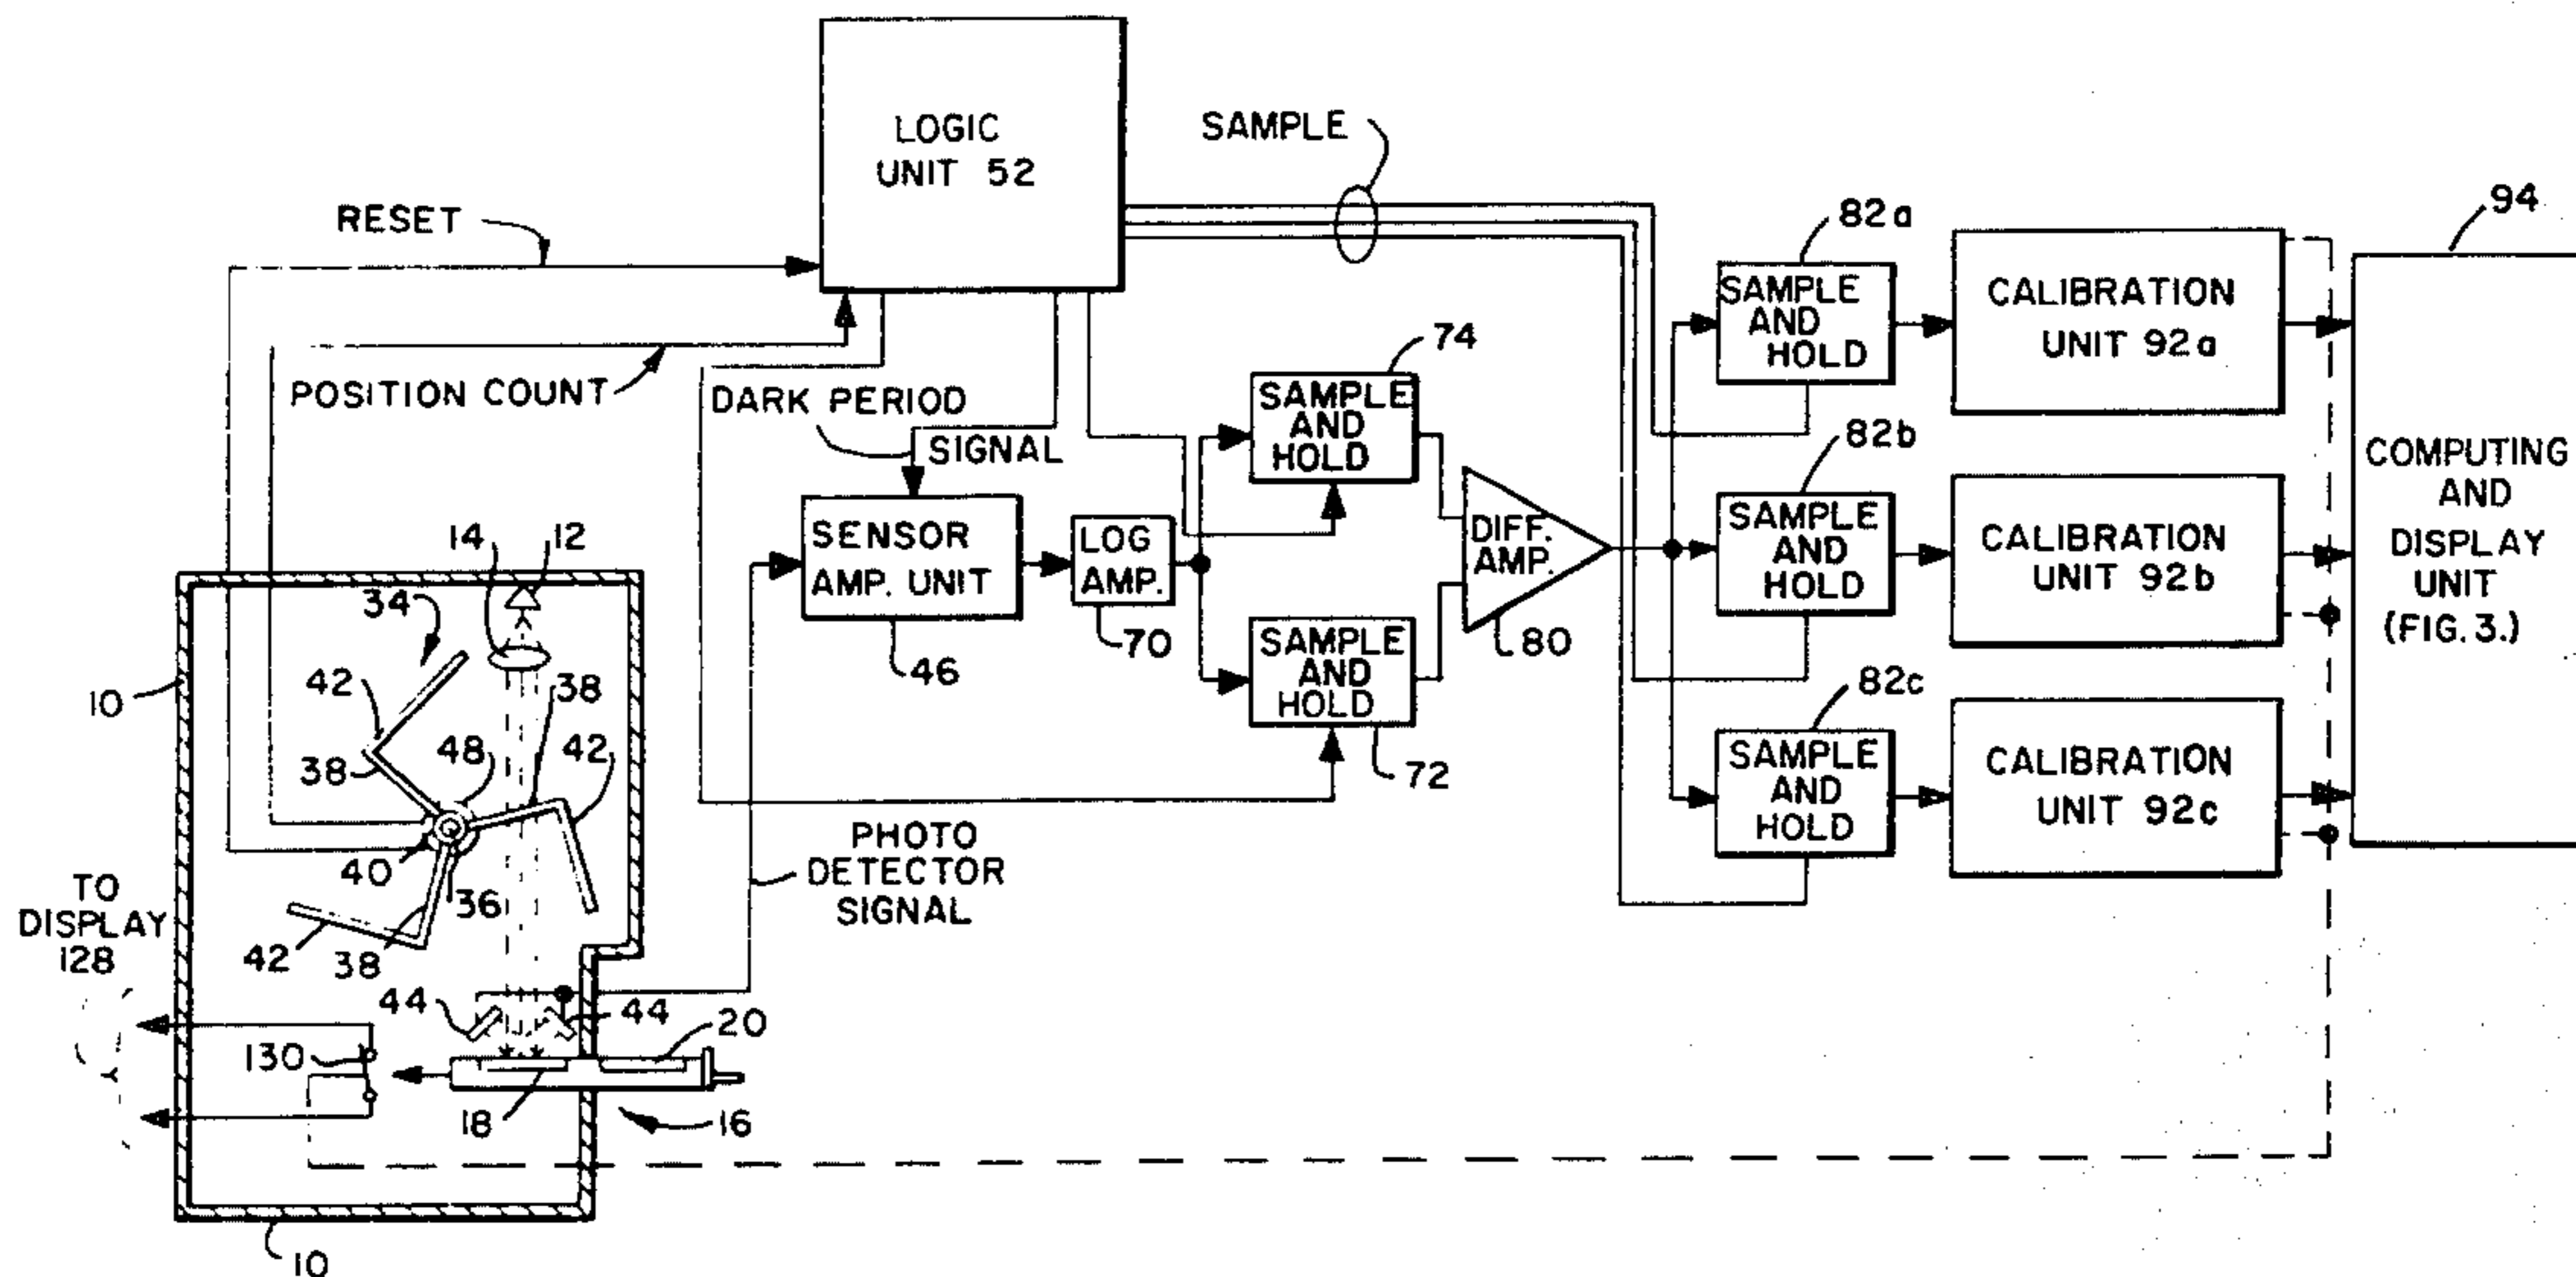 LOGIC
UNIT 52
SAMPLE
RESET
POSITION COUNT
DARK PERIOD
SIGNAL
94
82a
SAMPLE
AND
HOLD
CALIBRATION
UNIT 92a
74
SAMPLE
AND
HOLD
82b
SAMPLE
AND
HOLD
CALIBRATION
UNIT 92b
COMPUTING
AND
DISPLAY
UNIT
(FIG. 3.)
SENSOR
AMP. UNIT
46
LOG
AMP.
70
DIFF.
AMP.
80
SAMPLE
AND
HOLD
72
82c
SAMPLE
AND
HOLD
CALIBRATION
UNIT 92c
14
12
34
10
42
38
38
48
42
40
36
42
38
PHOTO
DETECTOR
SIGNAL
TO
DISPLAY
128
44
44
20
130
18
16
10